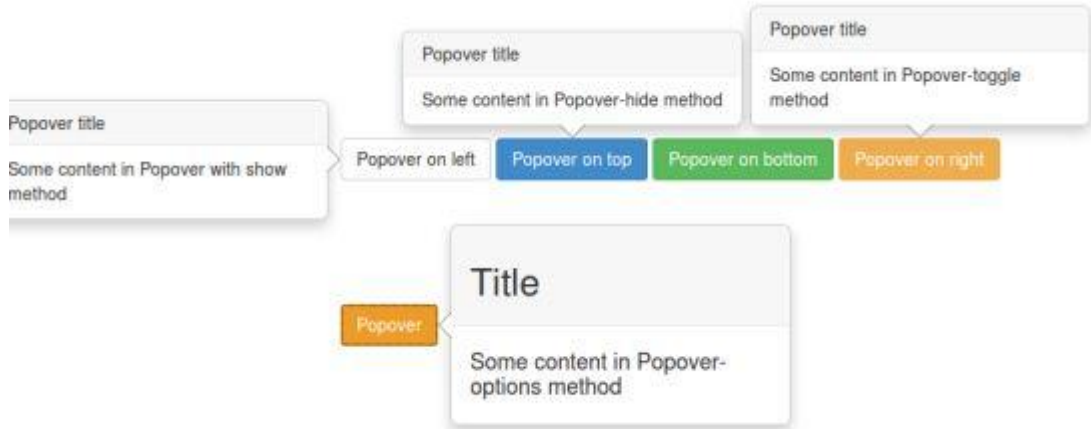 Popover title
Some content in Popover-toggle
method
Popover title
Some content in Popover-hide method
Popover title
Some content in Popover with show
method
Popover on left
Popover on top
Popover on bottom
Popover on right
Popover
Title
Some content in Popover-
options method